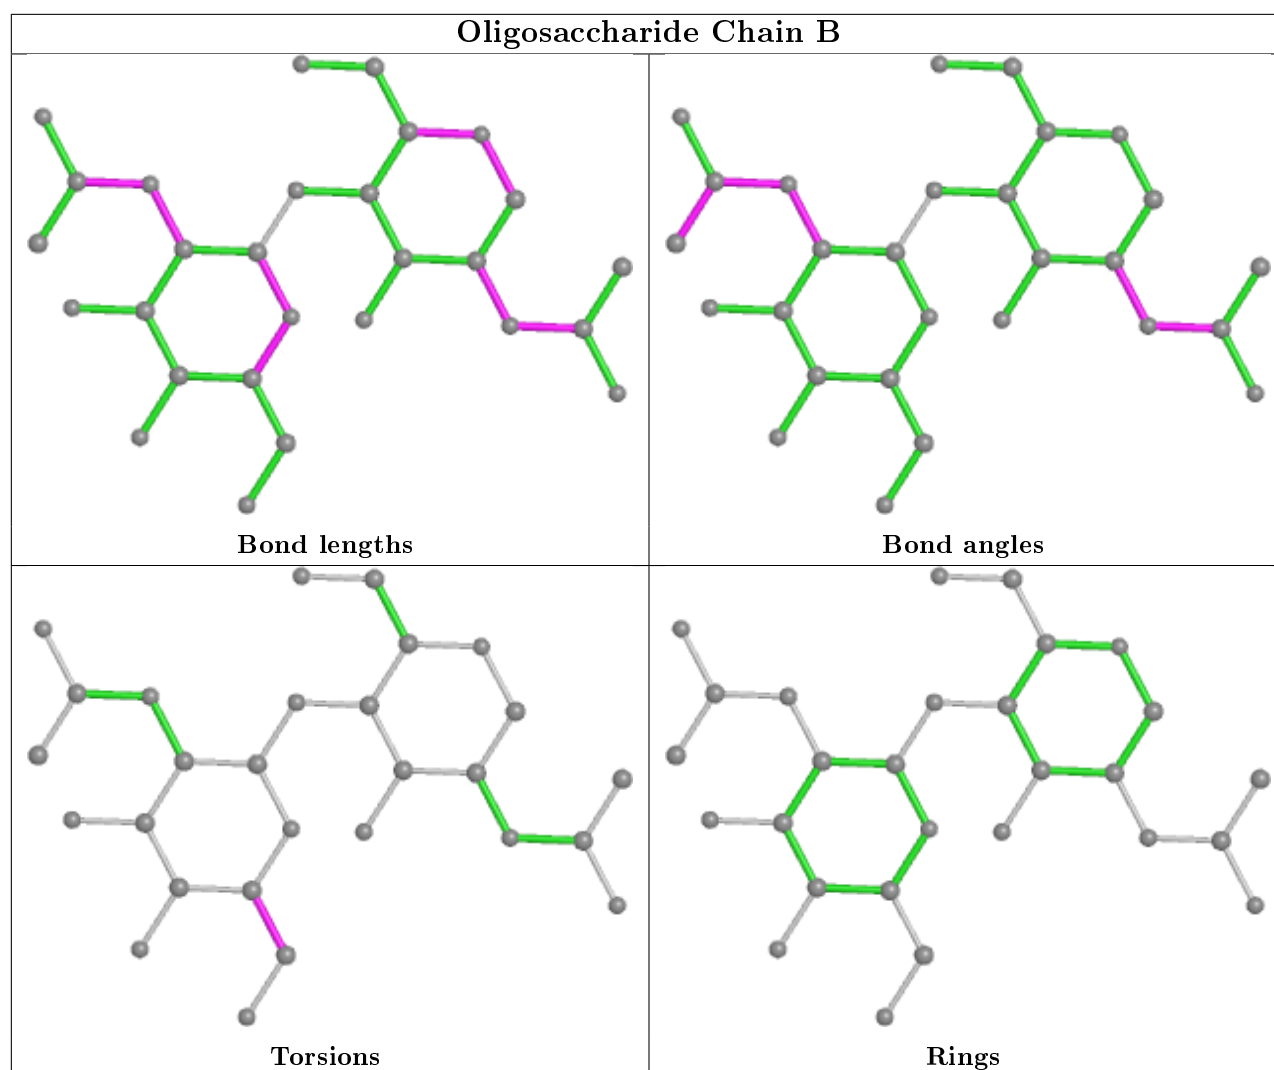 Oligosaccharide Chain B
Bond lengths
Bond angles
Torsions
Rings